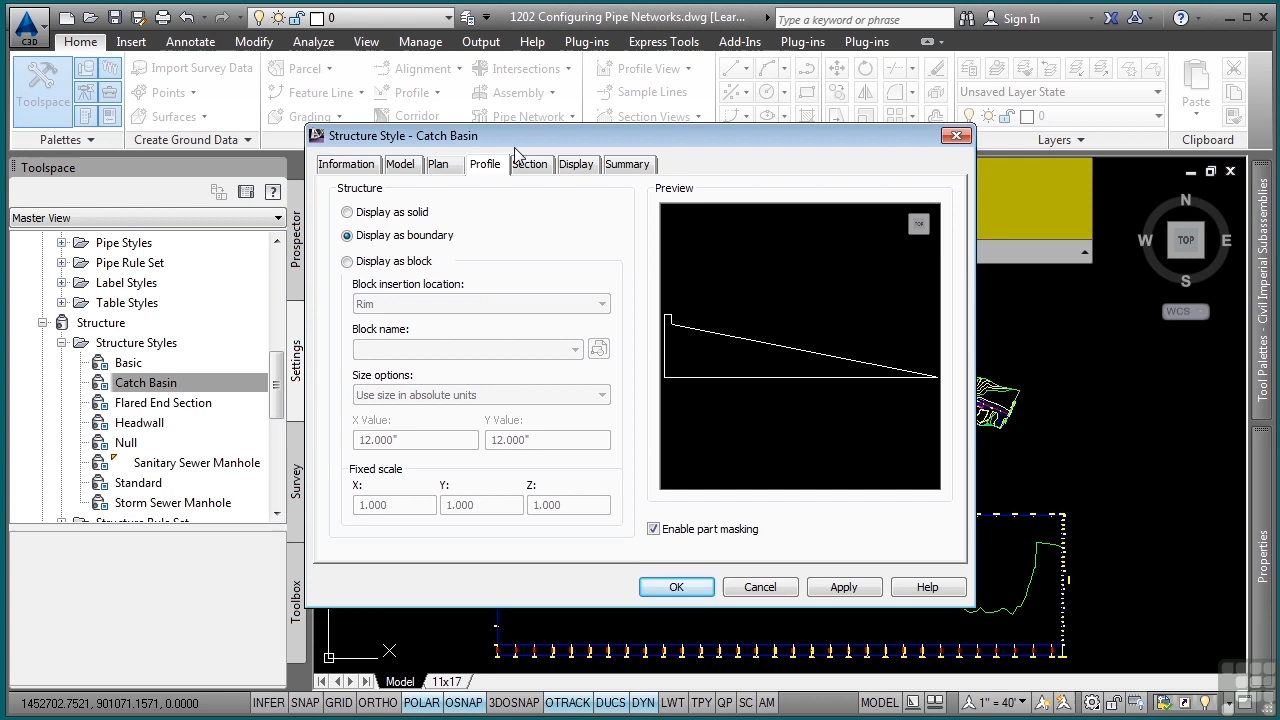 1202 Configuring Pipe Networks.dwg [Lear...
Type a keyword or phrase
Sign In
0
C3D
Home Insert Annotate Modify Analyze View Manage Output Help Plug-ins Express Tools Add-Ins Plug-ins Plug-ins
Toolspace
Import Survey Data
Points
Surfaces
Parcel
Feature Line
Grading
Alignment
Profile
Corridor
Intersections
Assembly
Pipe Network
Profile View
Sample Lines
Section Views
Unsaved Layer State
0
Paste
Palettes
Create Ground Data
Layers
Clipboard
Toolspace
Master View
Pipe Styles
Pipe Rule Set
Label Styles
Table Styles
Structure
Structure Styles
Basic
Catch Basin
Flared End Section
Headwall
Null
Sanitary Sewer Manhole
Standard
Storm Sewer Manhole
Structure Rule Set
Prospector
Settings
Survey
Toolbox
Structure Style - Catch Basin
Information Model Plan Profile Section Display Summary
Structure
Display as solid
Display as boundary
Display as block
Block insertion location:
Rim
Block name:
Size options:
Use size in absolute units
X Value:
Y Value:
12.000"
12.000"
Fixed scale
X:
Y:
Z:
1.000
1.000
1.000
Preview
TOP
Enable part masking
OK
Cancel
Apply
Help
N
W
TOP
E
S
WCS
Tool Palettes - Civil Imperial Subassemblies
Properties
Model
11x17
1452702.7521, 901071.1571, 0.0000
INFER SNAP GRID ORTHO POLAR OSNAP 3DOSNAP OTRACK DUCS DYN LWT TPY QP SC AM
MODEL
1" = 40'